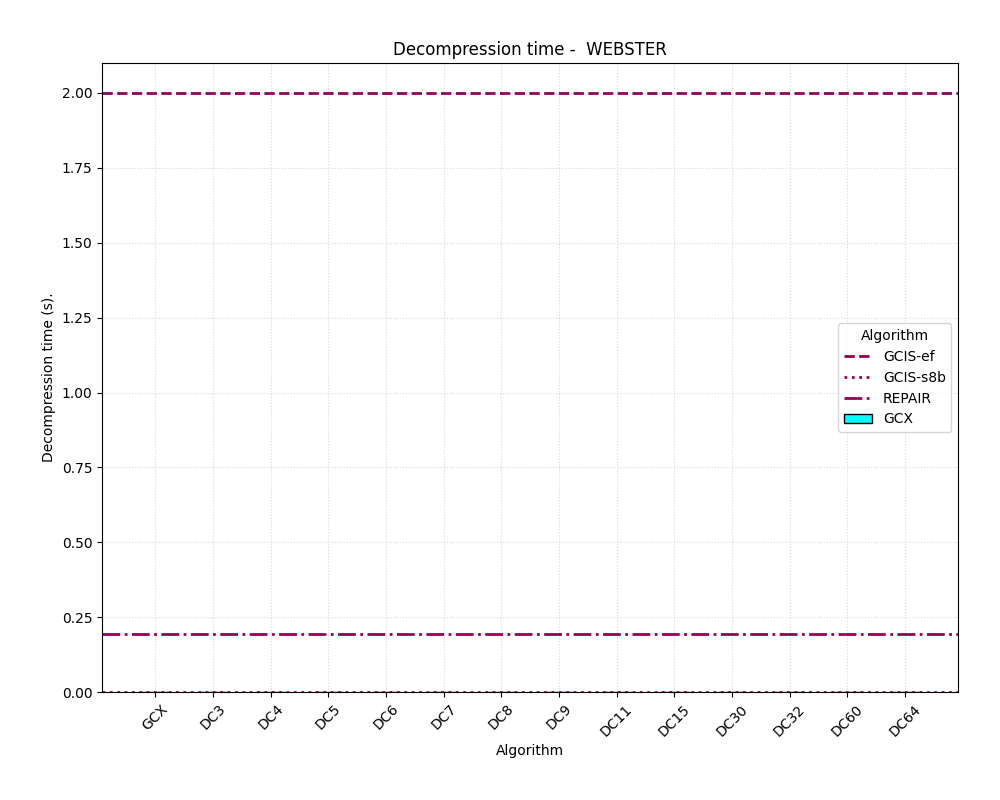 Decompression time -  WEBSTER
Decompression time (s).
2.00
1.75
1.50
1.25
1.00
0.75
0.50
0.25
0.00
Algorithm
GCIS-ef
GCIS-s8b
REPAIR
GCX
GCX DC3 DC4 DC5 DC6 DC7 DC8 DC9 DC11 DC15 DC30 DC32 DC60 DC64
Algorithm